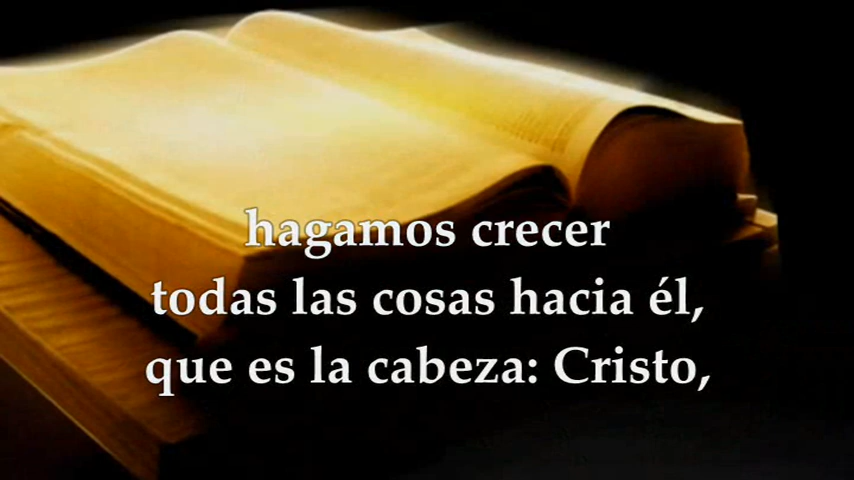 hagamos crecer
todas las cosas hacia él,
que es la cabeza: Cristo,